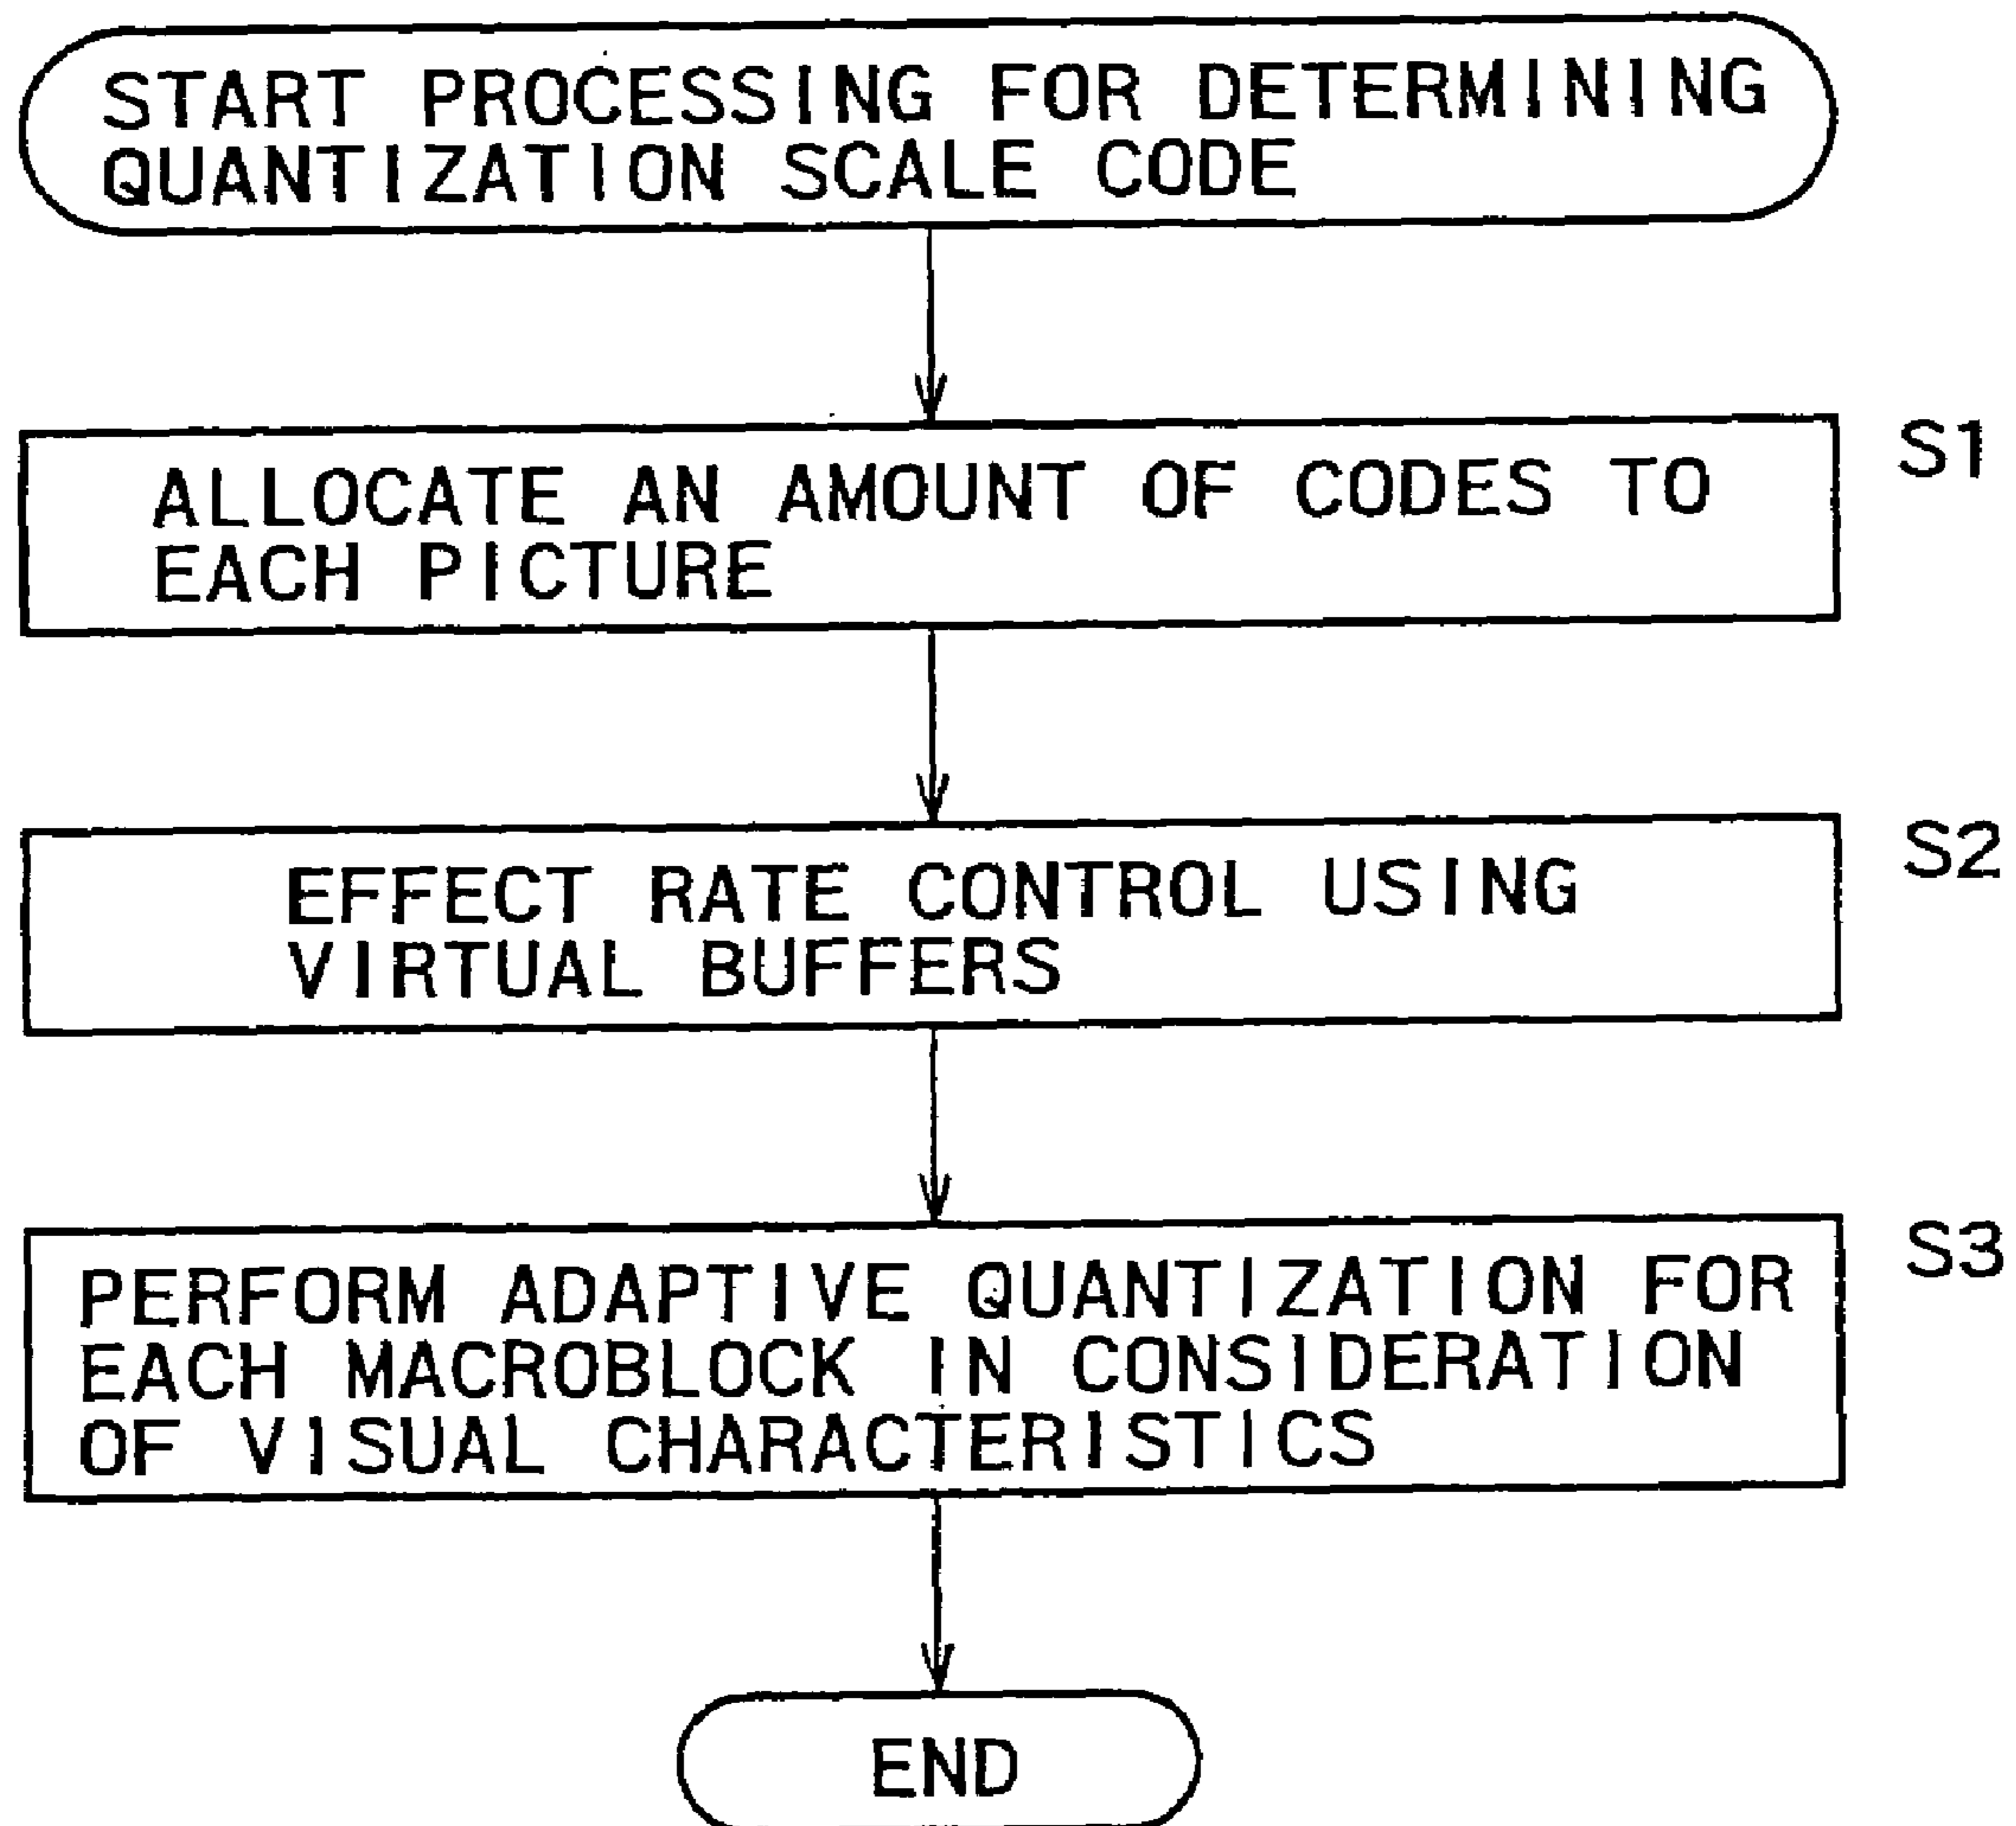 START PROCESSING FOR DETERMINING
QUANTIZATION SCALE CODE
S1
ALLOCATE AN AMOUNT OF CODES TO
EACH PICTURE
S2
EFFECT RATE CONTROL USING
VIRTUAL BUFFERS
S3
PERFORM ADAPTIVE QUANTIZATION FOR
EACH MACROBLOCK IN CONSIDERATION
OF VISUAL CHARACTERISTICS
END